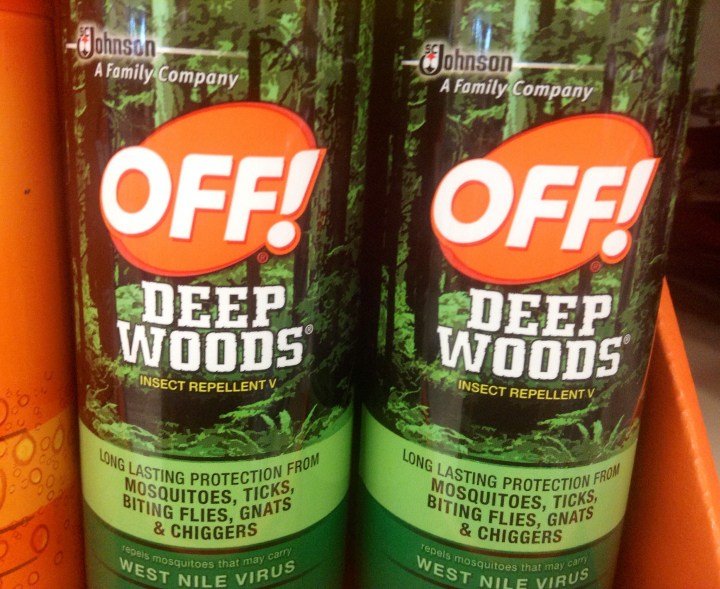 SC Johnson
A Family Company
OFF!®
DEEP
WOODS®
INSECT REPELLENT V
LONG LASTING PROTECTION FROM
MOSQUITOES, TICKS,
BITING FLIES, GNATS
& CHIGGERS
repels mosquitoes that may carry
WEST NILE VIRUS
SC Johnson
A Family Company
OFF!®
DEEP
WOODS®
INSECT REPELLENT V
LONG LASTING PROTECTION FROM
MOSQUITOES, TICKS,
BITING FLIES, GNATS
& CHIGGERS
repels mosquitoes that may carry
WEST NILE VIRUS